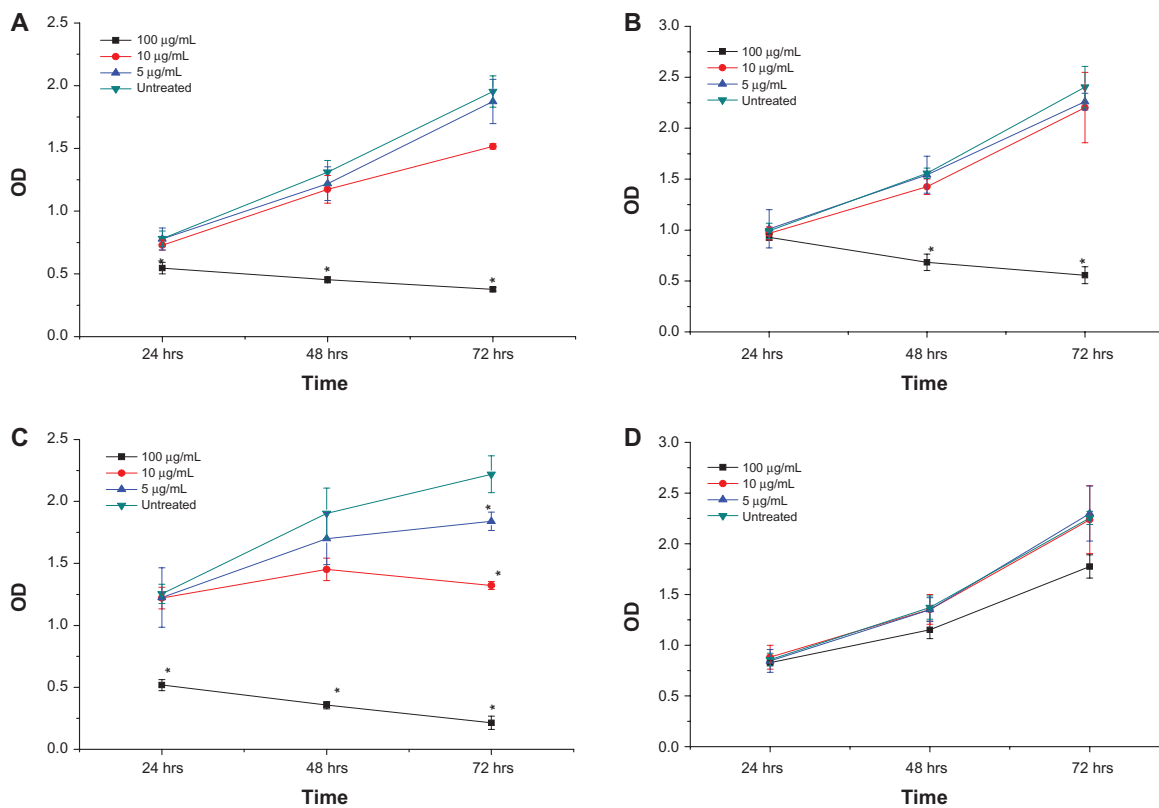 A
2.5
2.0
1.5
1.0
0.5
0.0
OD
100 μg/mL
10 μg/mL
5 μg/mL
Untreated
*
*
*
24 hrs
48 hrs
72 hrs
Time
B
3.0
2.5
2.0
1.5
1.0
0.5
0.0
OD
100 μg/mL
10 μg/mL
5 μg/mL
Untreated
*
*
24 hrs
48 hrs
72 hrs
Time
C
2.5
2.0
1.5
1.0
0.5
0.0
OD
100 μg/mL
10 μg/mL
5 μg/mL
Untreated
*
*
*
*
*
24 hrs
48 hrs
72 hrs
Time
D
3.0
2.5
2.0
1.5
1.0
0.5
0.0
OD
100 μg/mL
10 μg/mL
5 μg/mL
Untreated
24 hrs
48 hrs
72 hrs
Time